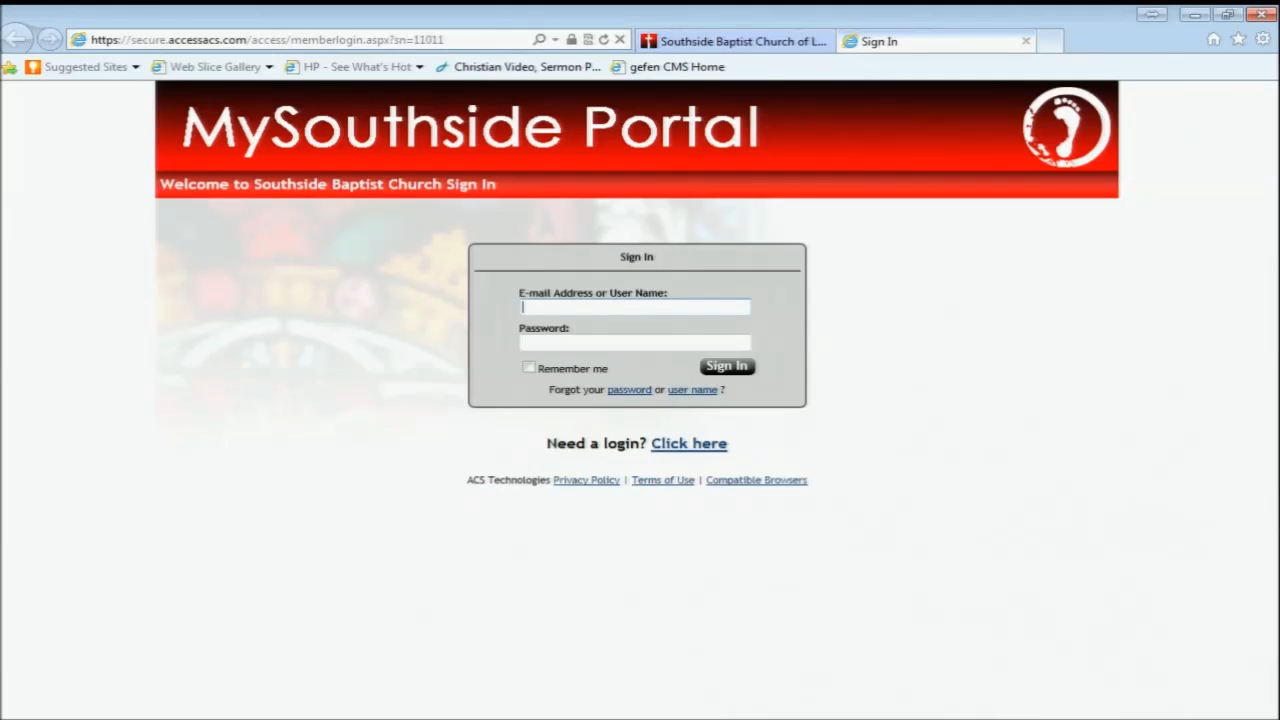 https://secure.accessacs.com/access/memberlogin.aspx?sn=11011
Southside Baptist Church of L...
Sign In
Suggested Sites
Web Slice Gallery
HP - See What's Hot
Christian Video, Sermon P...
gefen CMS Home
MySouthside Portal
Welcome to Southside Baptist Church Sign In
Sign In
E-mail Address or User Name:
Password:
Remember me
Sign In
Forgot your password or user name ?
Need a login? Click here
ACS Technologies Privacy Policy | Terms of Use | Compatible Browsers